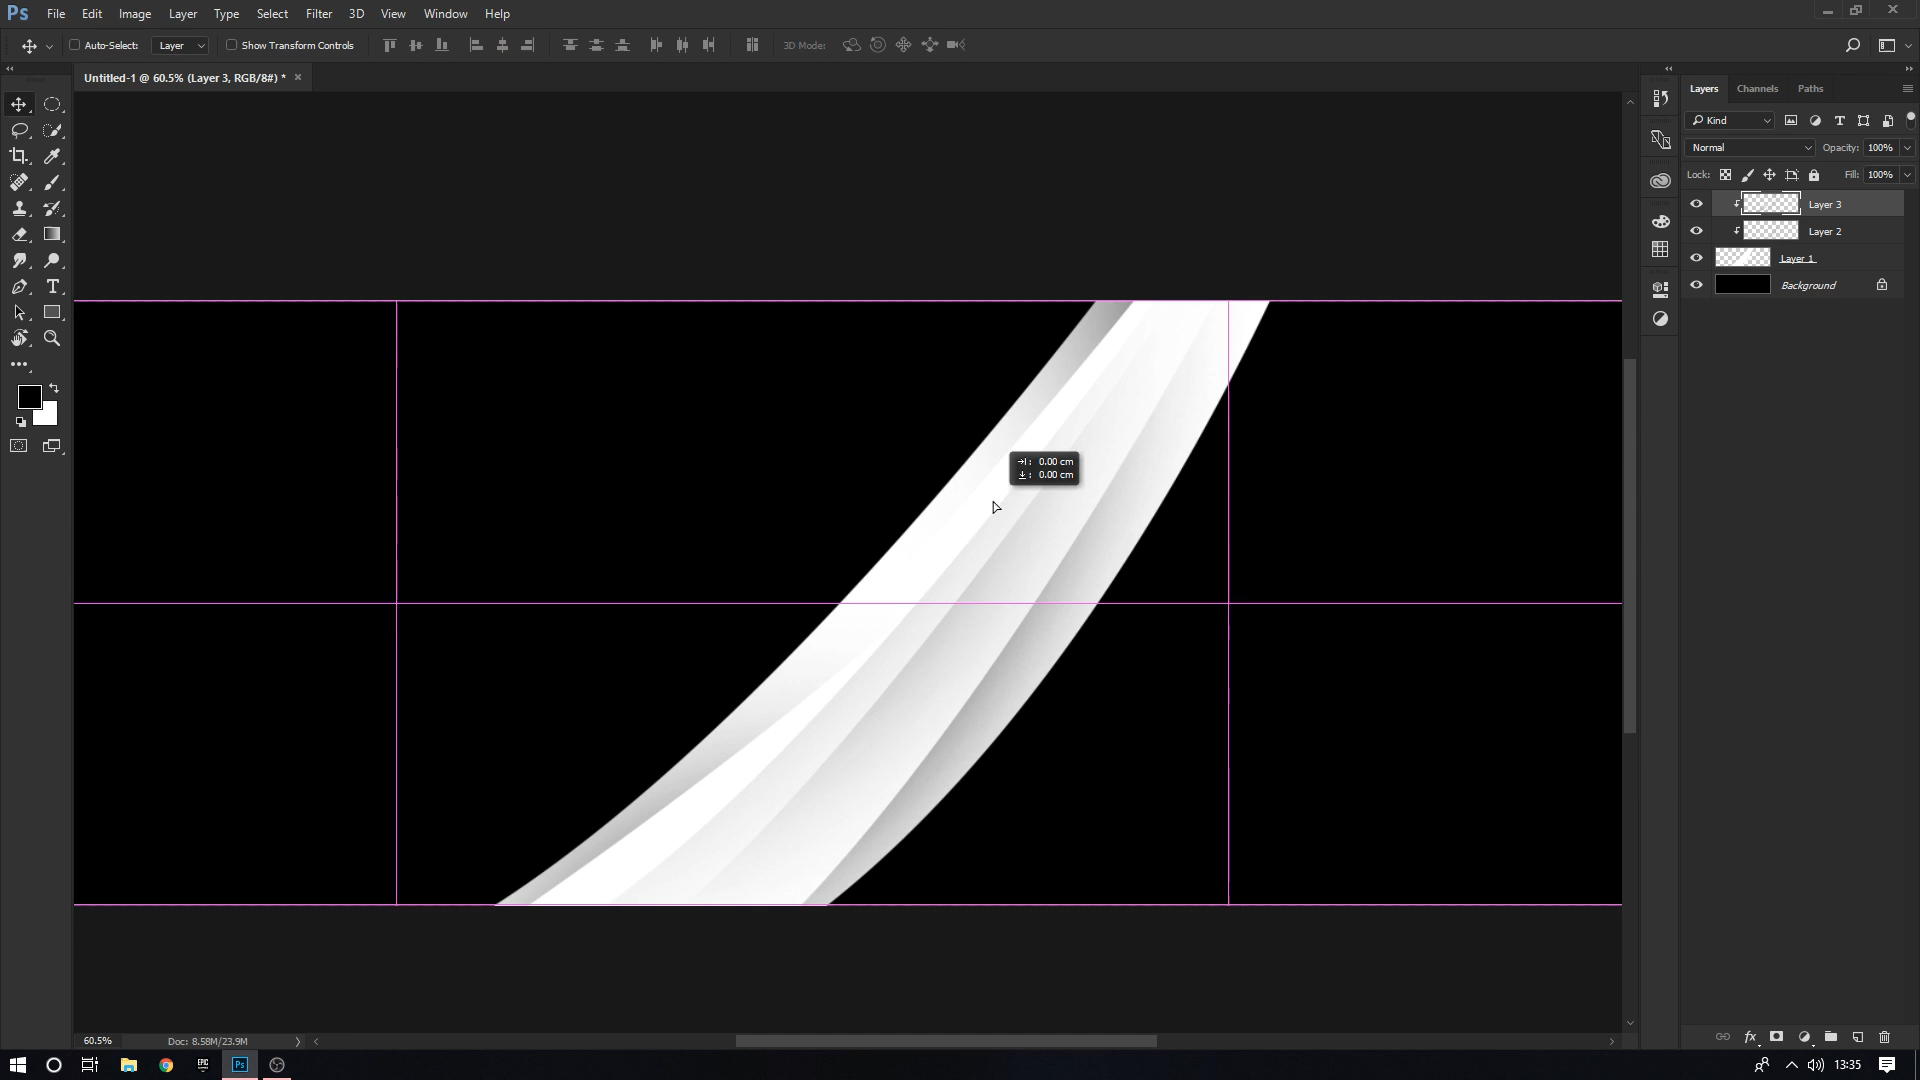 Ps File Edit Image Layer Type Select Filter 3D View Window Help
Auto-Select: Layer Show Transform Controls 3D Mode:
Untitled-1 @ 60.5% (Layer 3, RGB/8#) *
Layers Channels Paths
Kind
Normal Opacity: 100%
Lock: Fill: 100%
Layer 3
Layer 2
Layer 1
Background
0.00 cm
0.00 cm
60.5% Doc: 8.58M/23.9M
EPIC
Ps
13:35